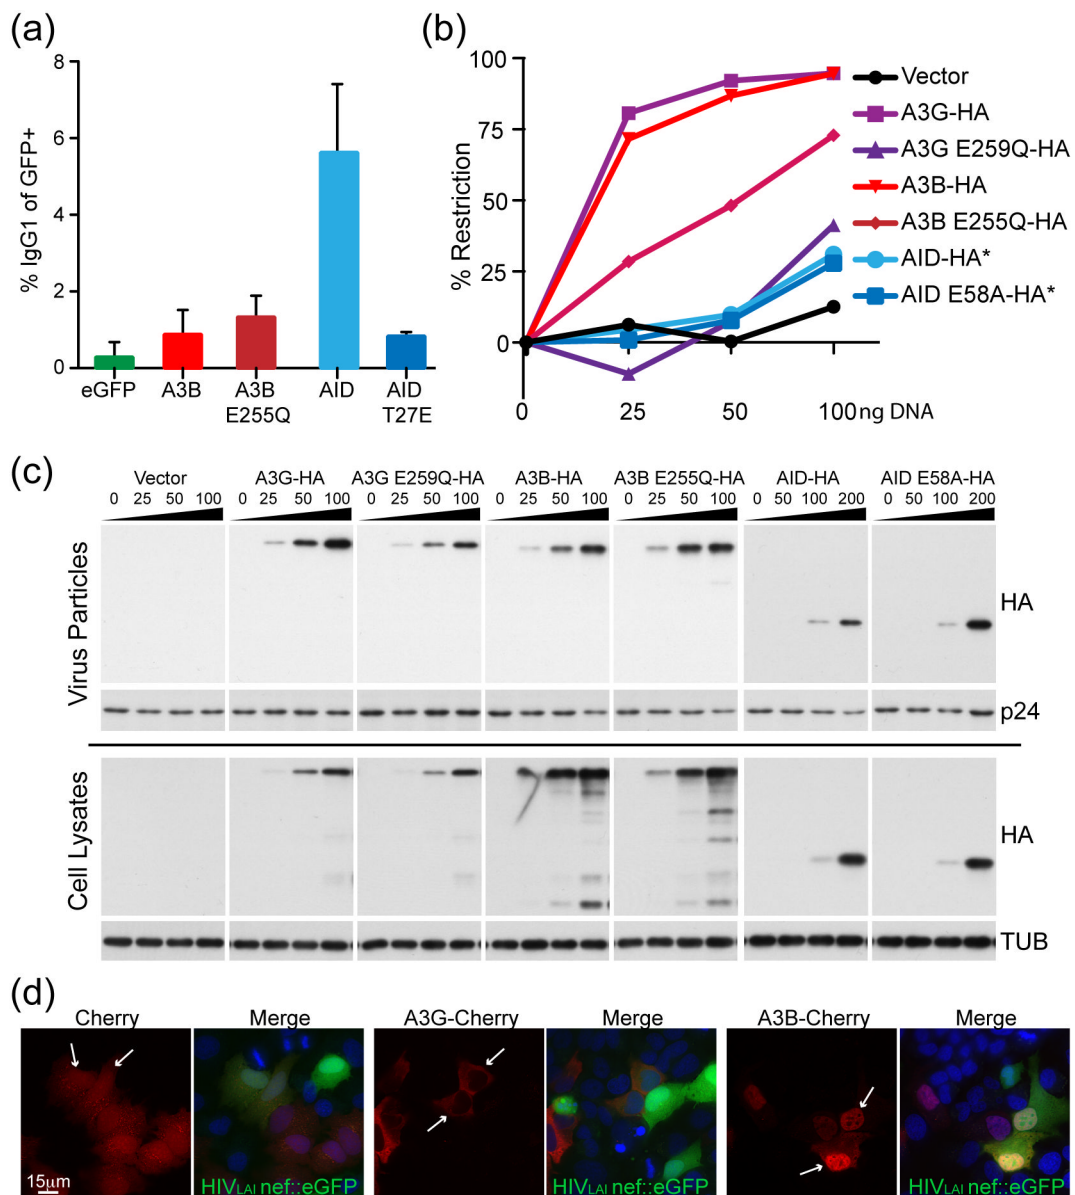 (a)
8
6
4
2
0
% IgG1 of GFP+
eGFP
A3B
A3B E255Q
AID
AID T27E
(b)
100
75
50
25
0
% Restriction
0 25 50 100 ng DNA
Vector
A3G-HA
A3G E259Q-HA
A3B-HA
A3B E255Q-HA
AID-HA*
AID E58A-HA*
(c)
Vector A3G-HA A3G E259Q-HA A3B-HA A3B E255Q-HA AID-HA AID E58A-HA
0 25 50 100 0 25 50 100 0 25 50 100 0 25 50 100 0 25 50 100 0 50 100 200 0 50 100 200
Virus Particles
HA
p24
Cell Lysates
HA
TUB
(d)
Cherry Merge A3G-Cherry Merge A3B-Cherry Merge
15μm
HIVLAI nef::eGFP HIVLAI nef::eGFP HIVLAI nef::eGFP